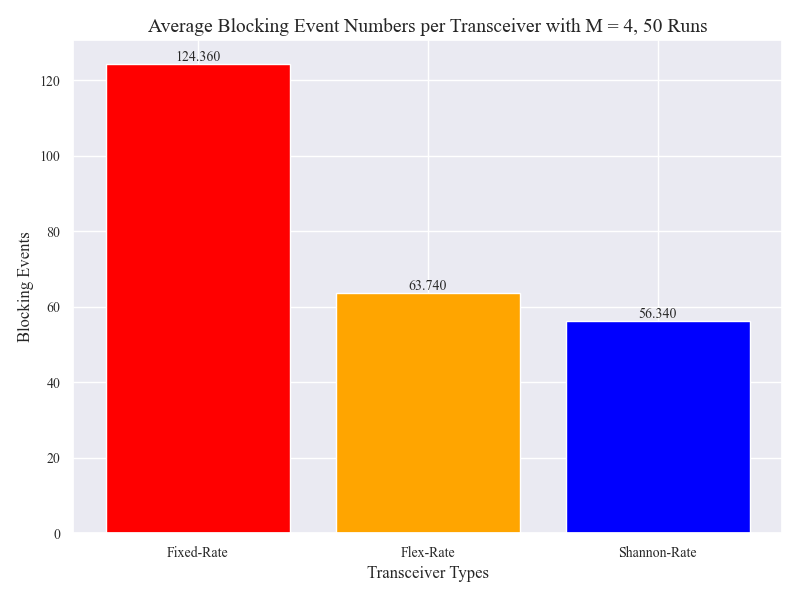 Average Blocking Event Numbers per Transceiver with M = 4, 50 Runs
124.360
63.740
56.340
120
100
80
60
40
20
0
Blocking Events
Fixed-Rate
Flex-Rate
Shannon-Rate
Transceiver Types